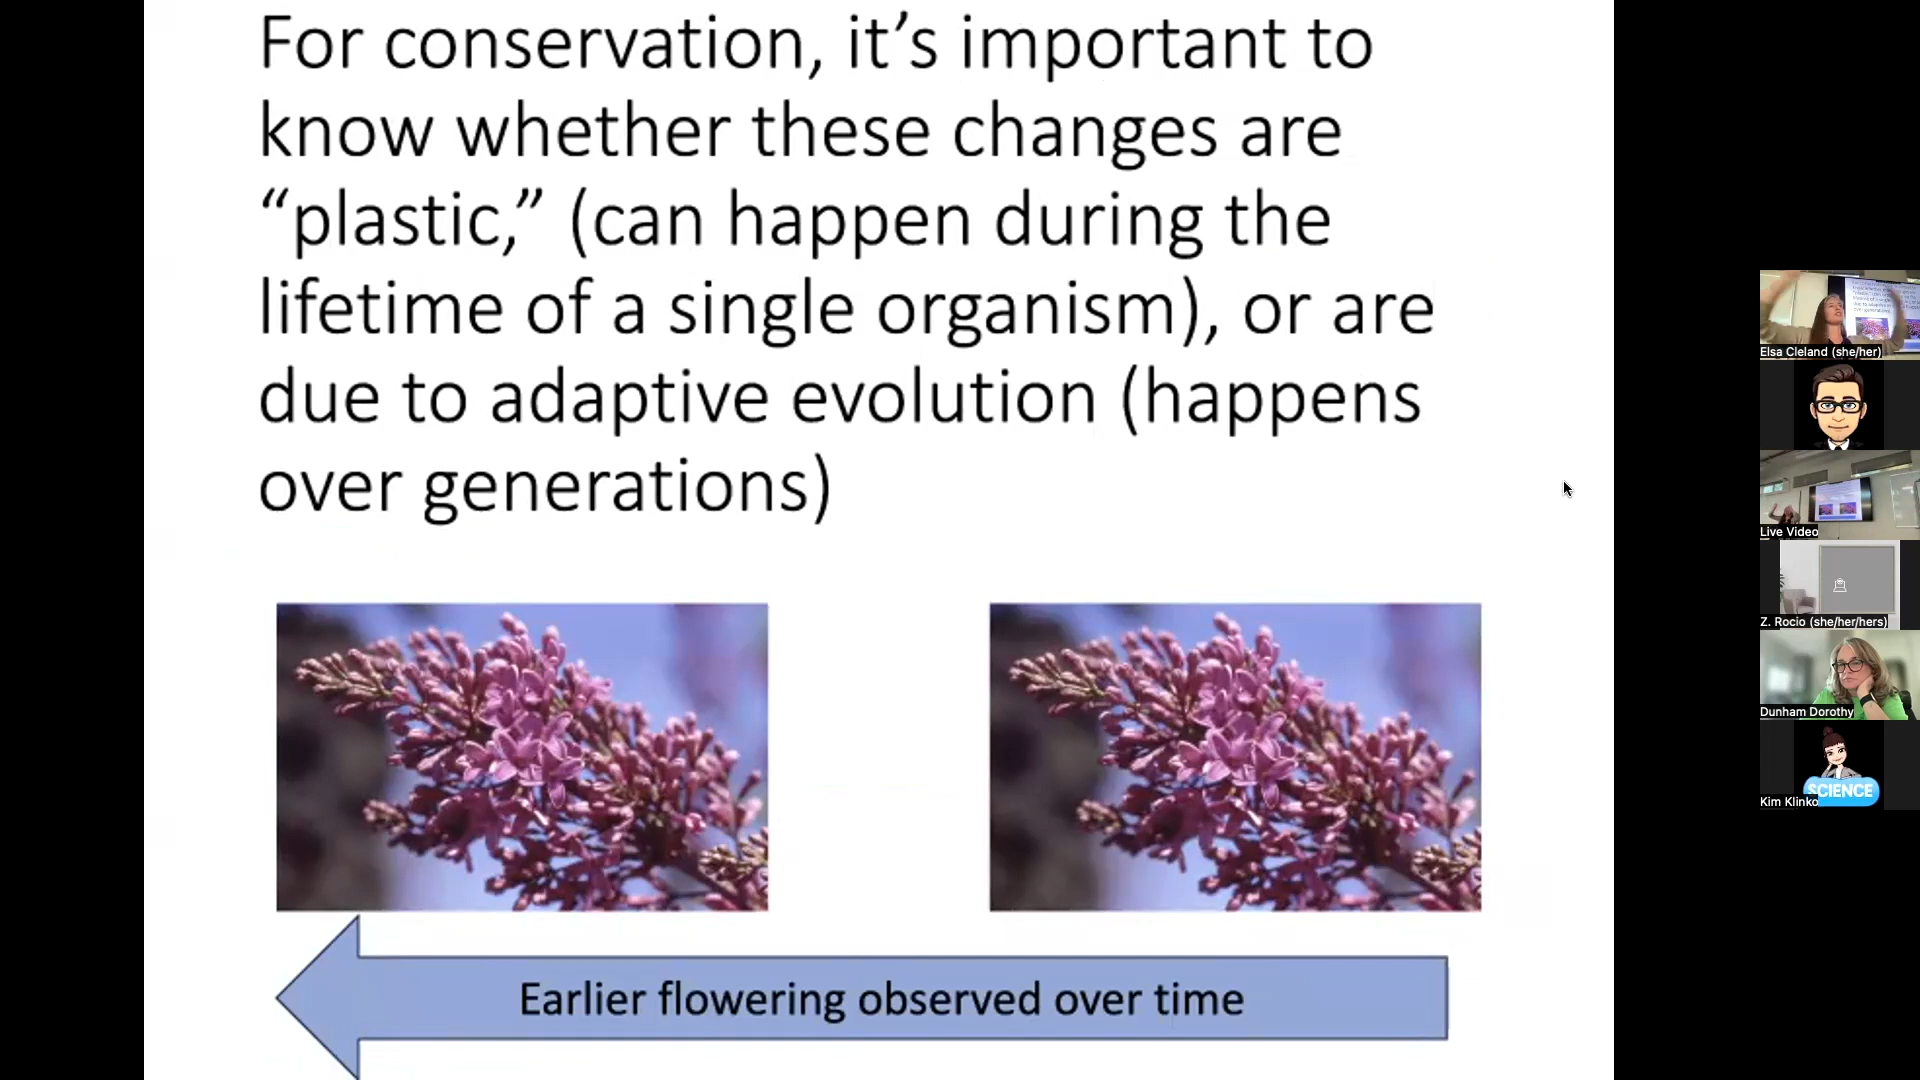 For conservation, it’s important to
know whether these changes are
“plastic,” (can happen during the
lifetime of a single organism), or are
due to adaptive evolution (happens
over generations)
Earlier flowering observed over time
Elsa Cleland (she/her)
Live Video
Z. Rocio (she/her/hers)
Dunham Dorothy
SCIENCE
Kim Klinko